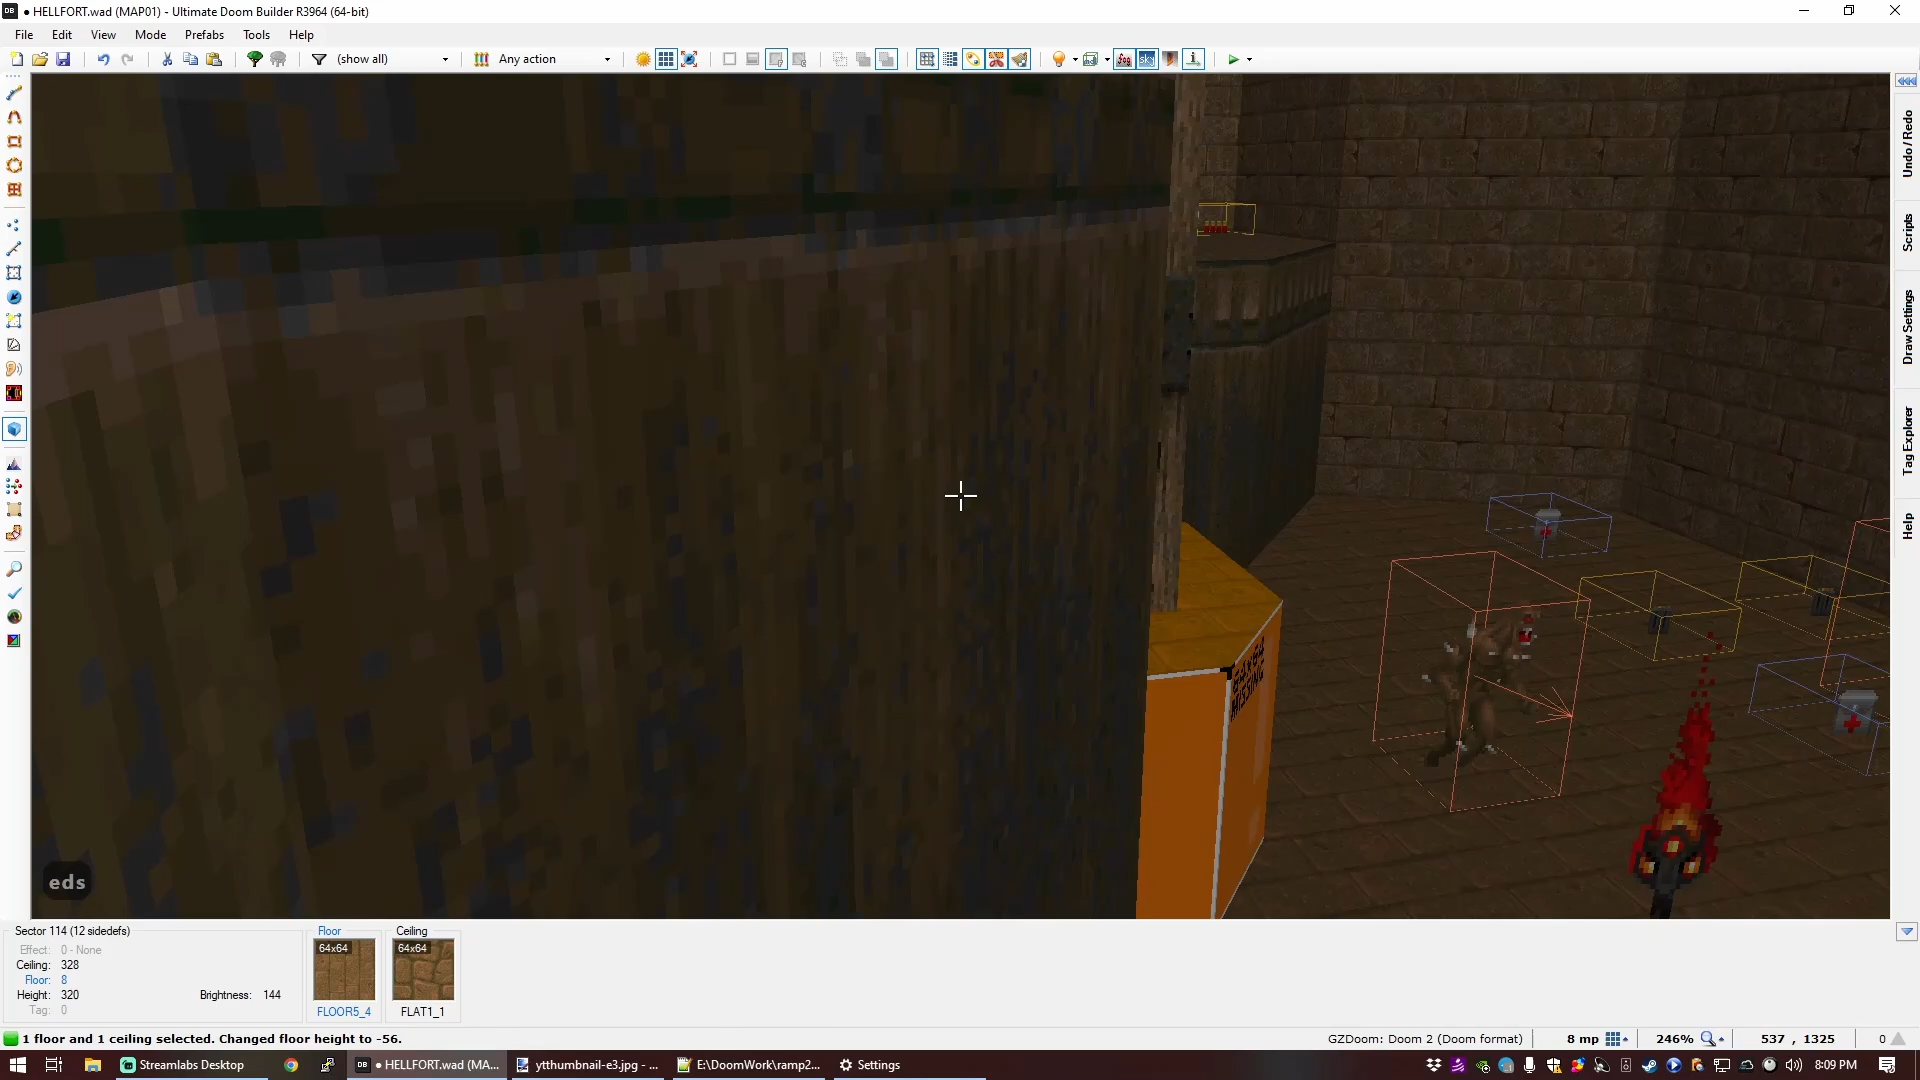 ● HELLFORT.wad (MAP01) - Ultimate Doom Builder R3964 (64-bit)
File Edit View Mode Prefabs Tools Help
(show all) Any action
Undo / Redo
Scripts
Draw Settings
Tag Explorer
Help
MISSING
eds
Sector 114 (12 sidedefs)
Effect: 0 - None
Ceiling: 328
Floor: 8
Height: 320 Brightness: 144
Tag: 0
Floor
64x64
FLOOR5_4
Ceiling
64x64
FLAT1_1
1 floor and 1 ceiling selected. Changed floor height to -56.
GZDoom: Doom 2 (Doom format) 8 mp 246% 537 , 1325 0
Streamlabs Desktop
● HELLFORT.wad (MA...
ytthumbnail-e3.jpg - ...
E:\DoomWork\ramp2...
Settings
8:09 PM